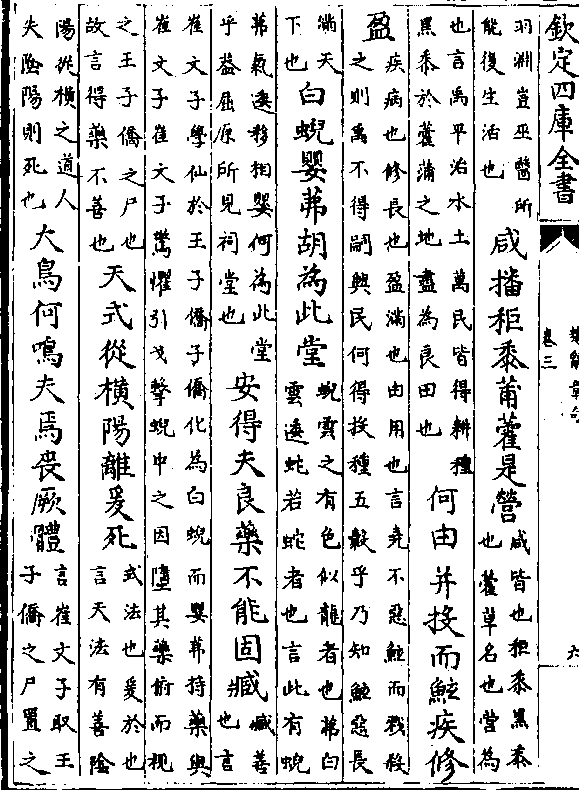 欽定四庫全書
卷三
六
羽淵豈巫醫所能復生活也咸播秬黍莆雚是營咸皆也秬黍黑黍也雚草名也營為
也言禹平治水土萬民皆得耕種黑黍於雚蒲之地盡為良田也何由并投而鮌疾修
盈疾病也修長也盈滿也由用也言堯不惡鮌而戮殺之則禹不得嗣興民何得投種五穀乎乃知鮌惡長
滿天下也白蜺嬰茀胡為此堂蜺雲之有色似龍者也茀白雲逶蛇若蛇者也言此有蜺
茀氣逶移相嬰何為此堂乎蓋屈原所見祠堂也安得夫良藥不能固臧臧善也言
崔文子學仙於王子僑子僑化為白蜺而嬰茀持藥與崔文子崔文子驚懼引戈擊蜺中之因墮其藥俯而視
之王子僑之尸也故言得藥不善也天式從橫陽離爰死式法也爰於也言天法有善陰
陽從橫之道人失陰陽則死也大鳥何鳴夫焉喪厥體言崔文子取王子僑之尸置之